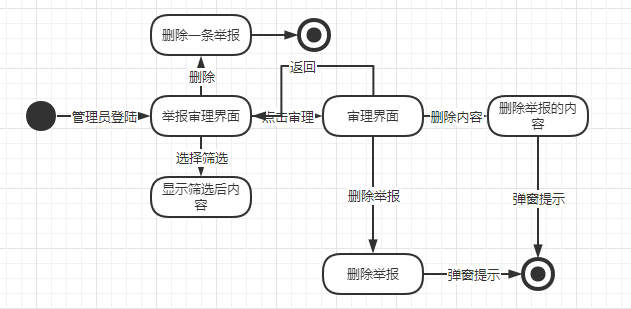 删除一条举报
返回
删除
管理员登陆
举报审理界面
点击审理
审理界面
删除内容
删除举报的内
容
选择筛选
显示筛选后内
容
删除举报
弹窗提示
删除举报
弹窗提示